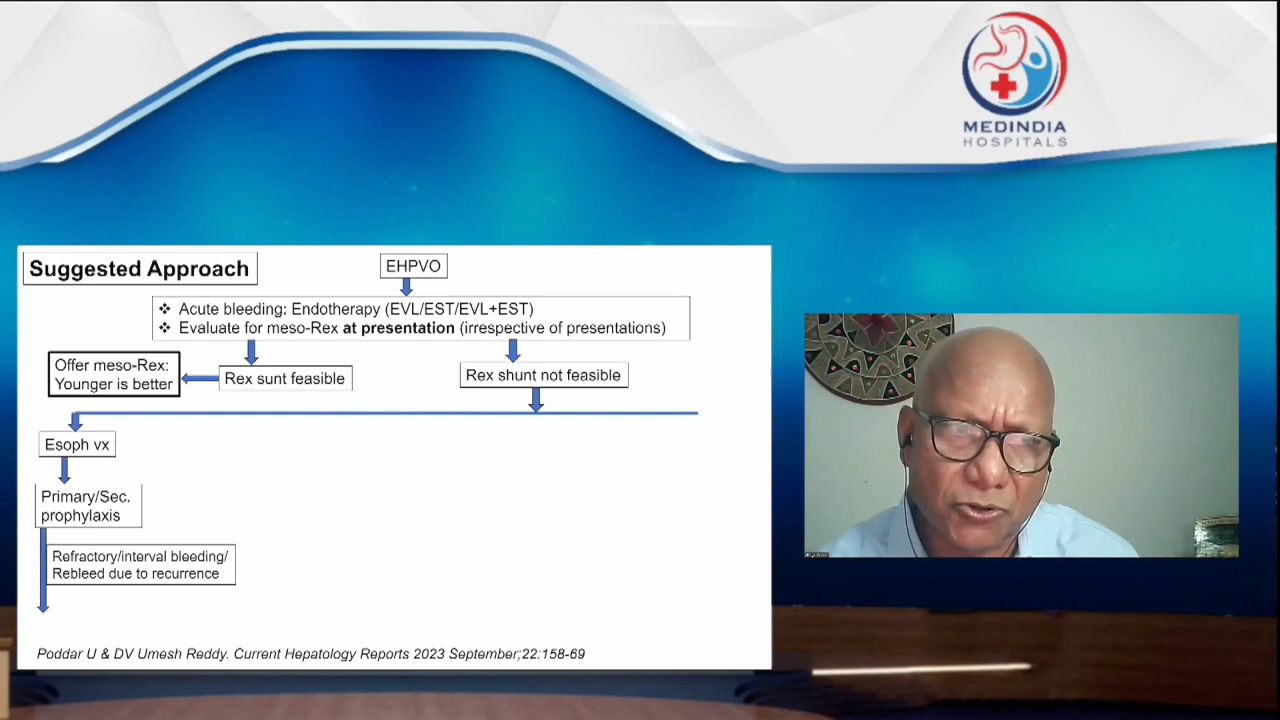 MEDINDIA
HOSPITALS
Suggested Approach
EHPVO
❖ Acute bleeding: Endotherapy (EVL/EST/EVL+EST)
❖ Evaluate for meso-Rex at presentation (irrespective of presentations)
Offer meso-Rex:
Younger is better
Rex sunt feasible
Rex shunt not feasible
Esoph vx
Primary/Sec.
prophylaxis
Refractory/interval bleeding/
Rebleed due to recurrence
Poddar U & DV Umesh Reddy. Current Hepatology Reports 2023 September;22:158-69